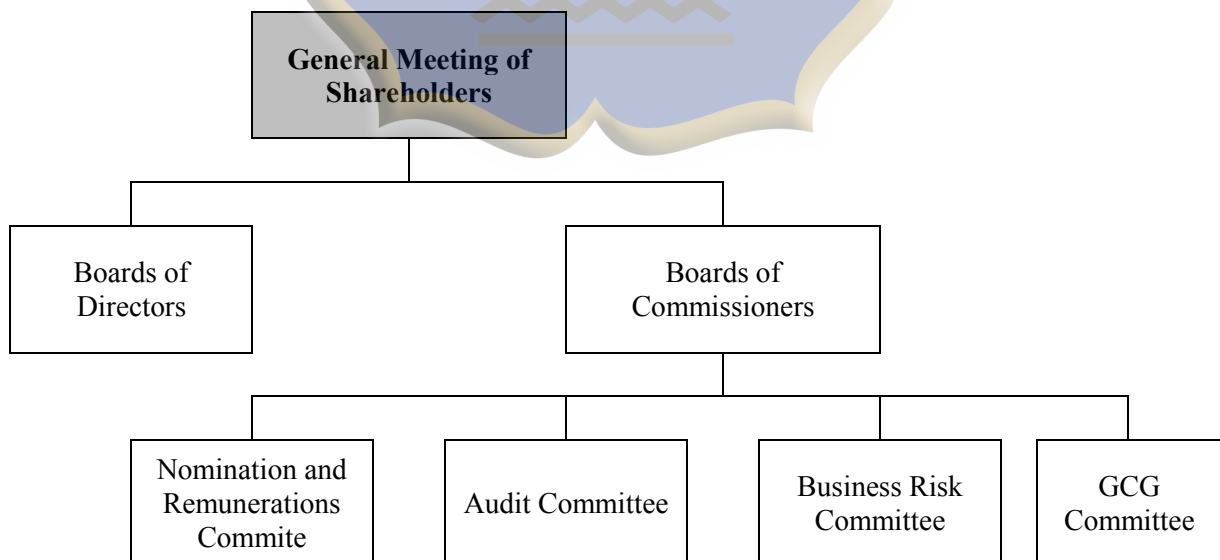 General Meeting of
Shareholders
Boards of
Directors
Boards of
Commissioners
Nomination and
Remunerations
Commite
Audit Committee
Business Risk
Committee
GCG
Committee